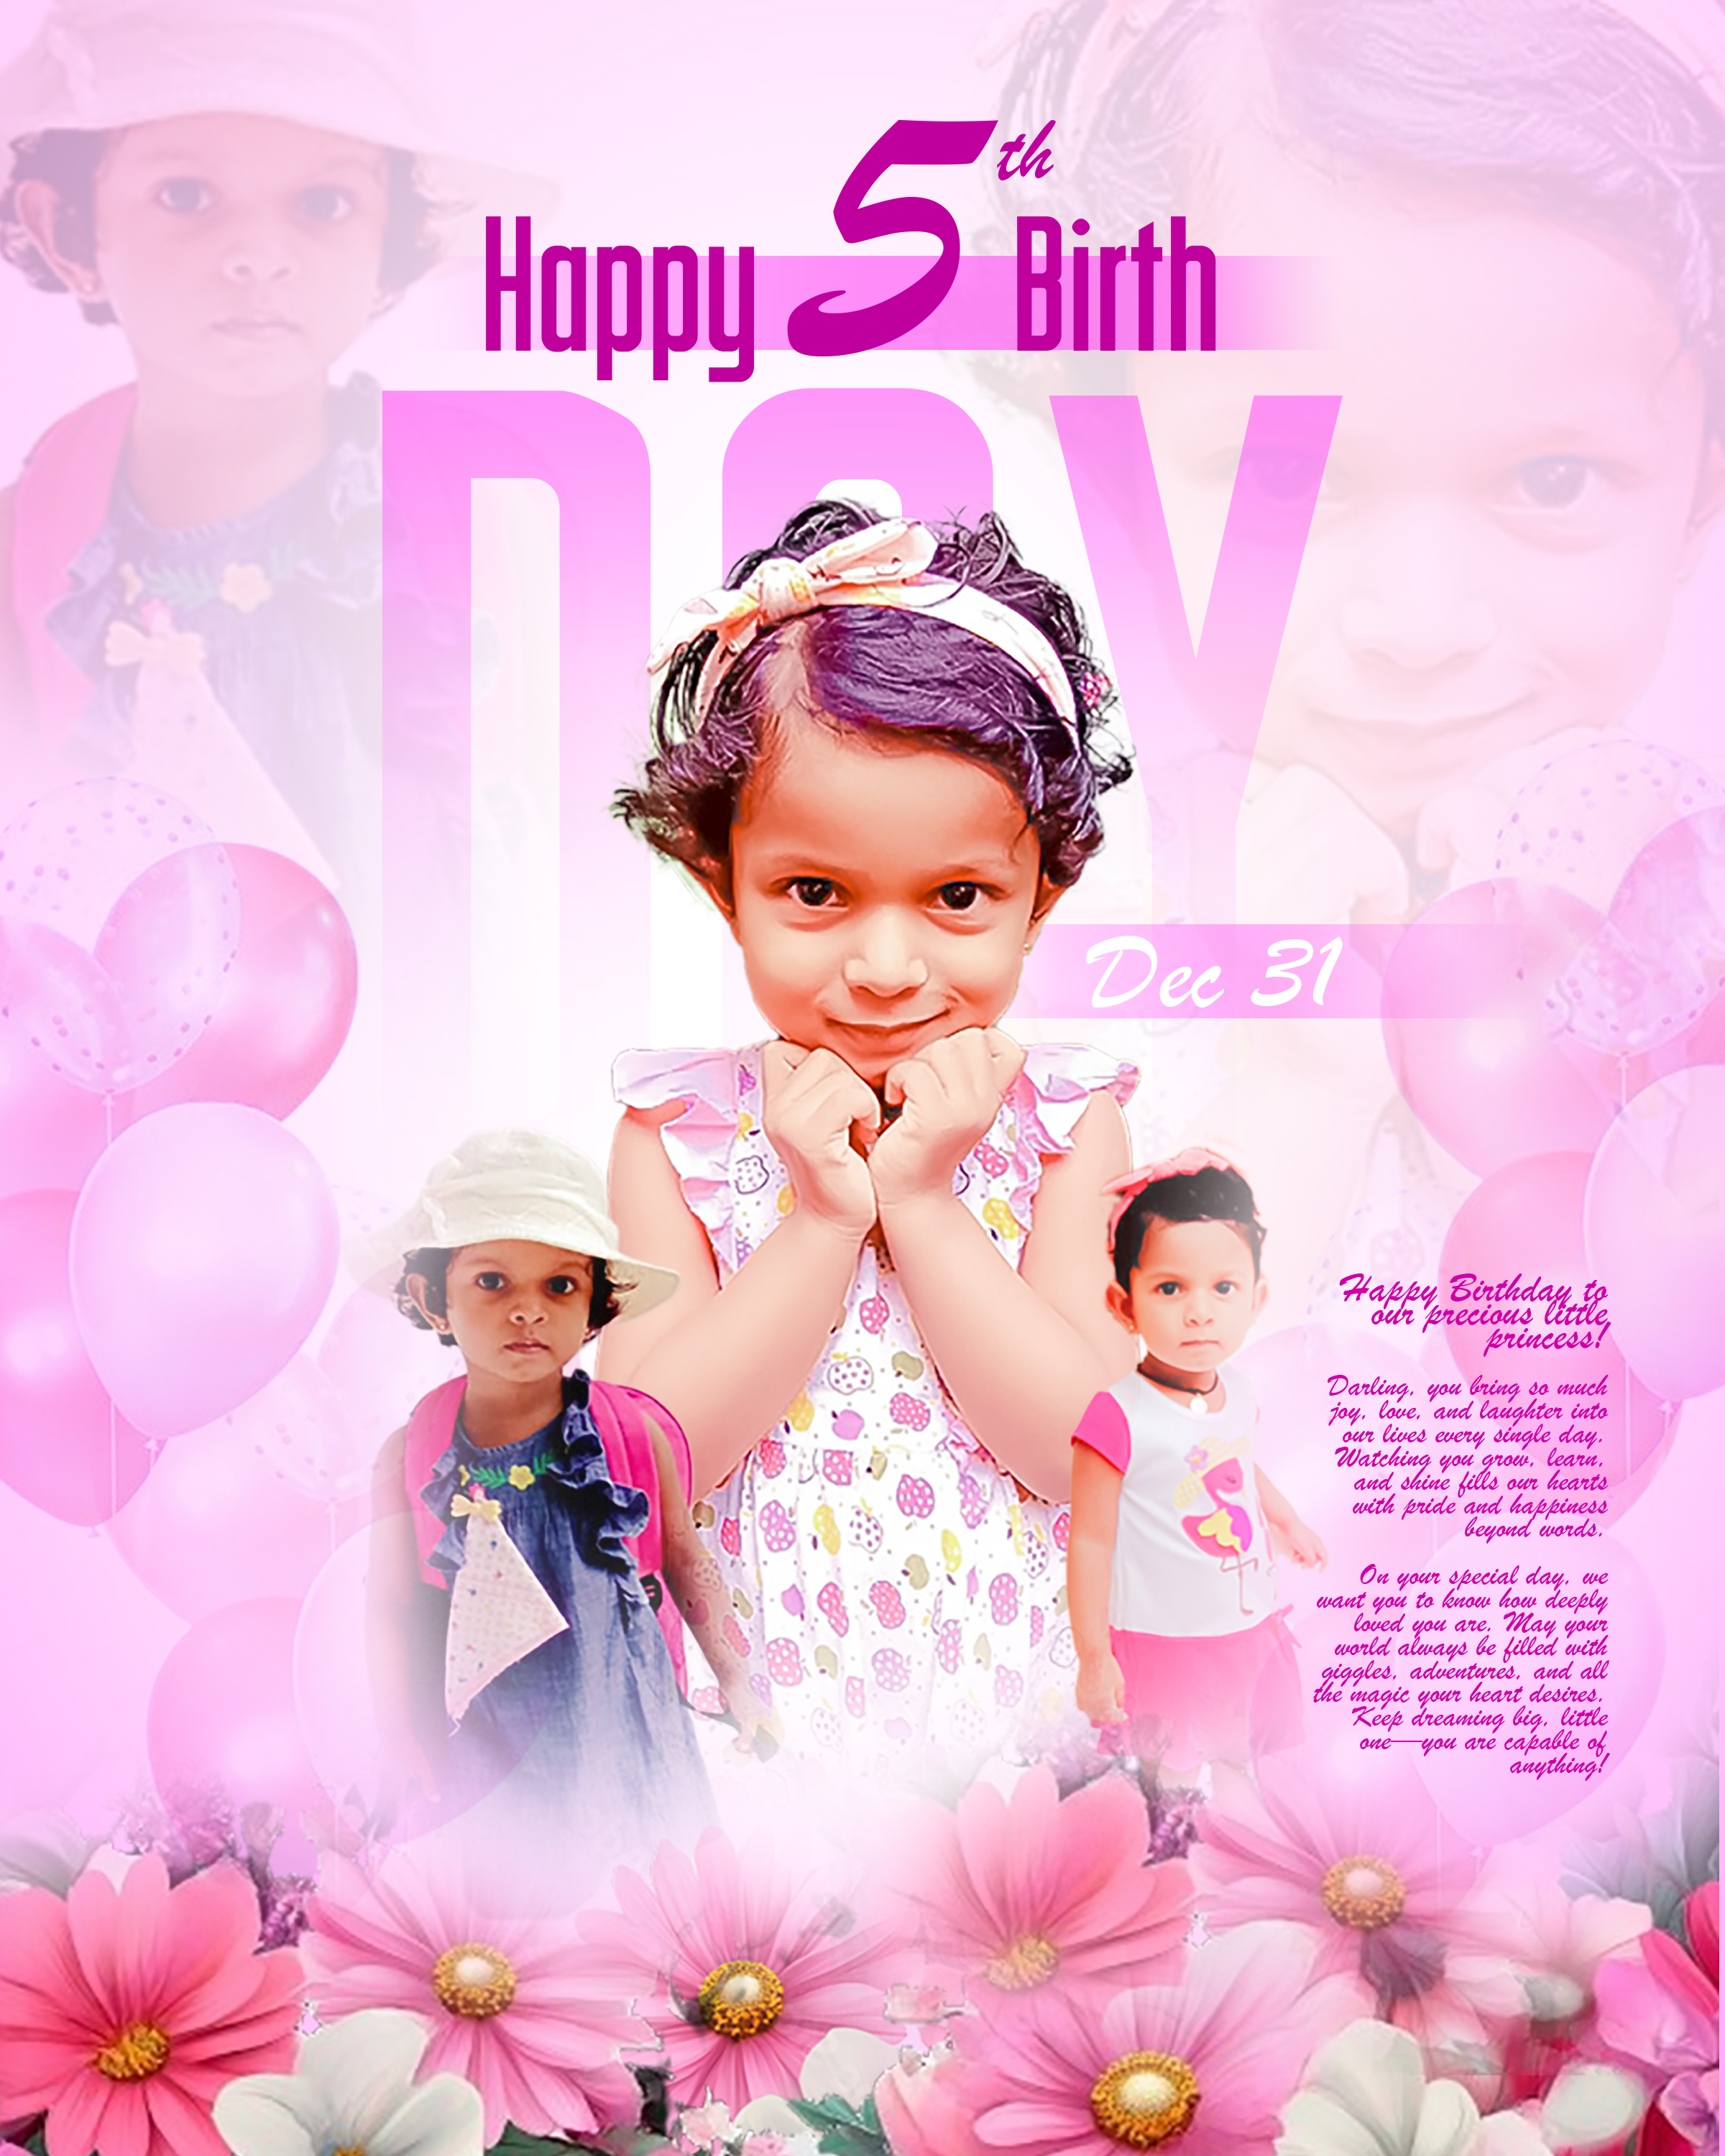 Happy 5th Birth
DAY
Dec 31
Happy Birthday to
our precious little
princess!
Darling, you bring so much
joy, love, and laughter into
our lives every single day.
Watching you grow, learn,
and shine fills our hearts
with pride and happiness
beyond words.
On your special day, we
want you to know how deeply
loved you are. May your
world always be filled with
giggles, adventures, and all
the magic your heart desires.
Keep dreaming big, little
one—you are capable of
anything!